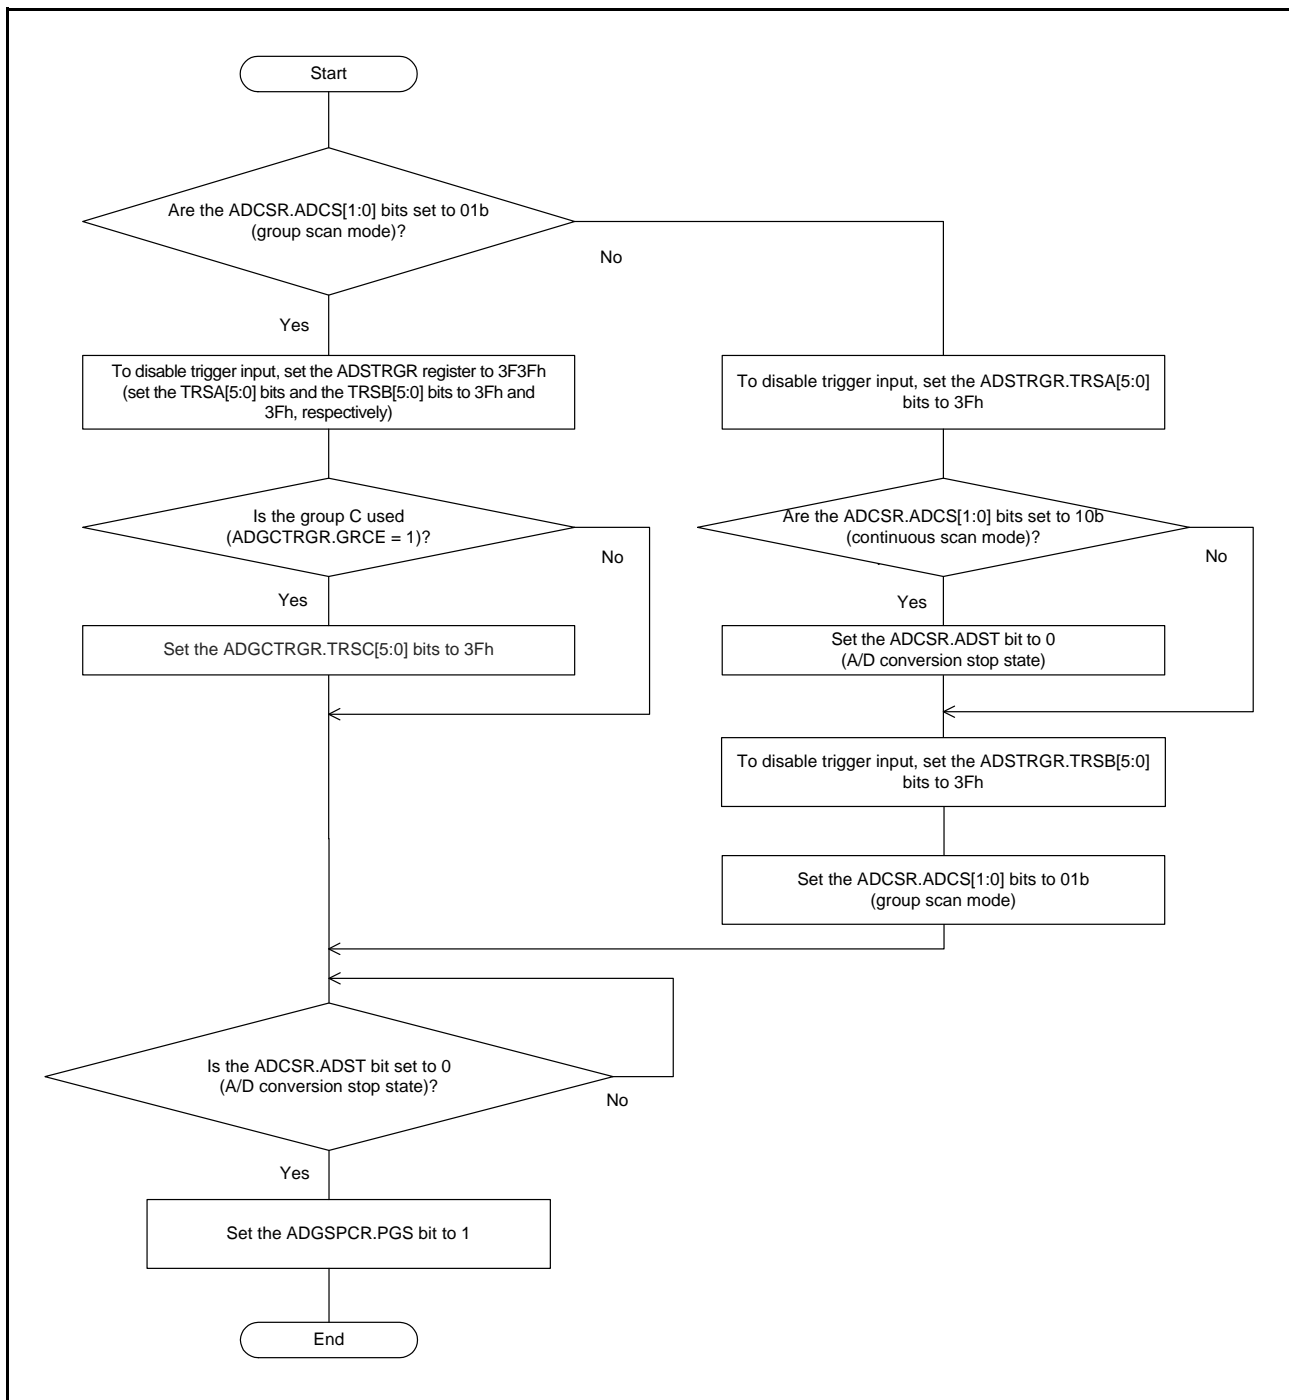 Start
Are the ADCSR.ADCS[1:0] bits set to 01b
(group scan mode)?
No
Yes
To disable trigger input, set the ADSTRGR register to 3F3Fh
(set the TRSA[5:0] bits and the TRSB[5:0] bits to 3Fh and
3Fh, respectively)
Is the group C used
(ADGCTRGR.GRCE = 1)?
No
Yes
Set the ADGCTRGR.TRSC[5:0] bits to 3Fh
To disable trigger input, set the ADSTRGR.TRSA[5:0]
bits to 3Fh
Are the ADCSR.ADCS[1:0] bits set to 10b
(continuous scan mode)?
No
Yes
Set the ADCSR.ADST bit to 0
(A/D conversion stop state)
To disable trigger input, set the ADSTRGR.TRSB[5:0]
bits to 3Fh
Set the ADCSR.ADCS[1:0] bits to 01b
(group scan mode)
Is the ADCSR.ADST bit set to 0
(A/D conversion stop state)?
No
Yes
Set the ADGSPCR.PGS bit to 1
End